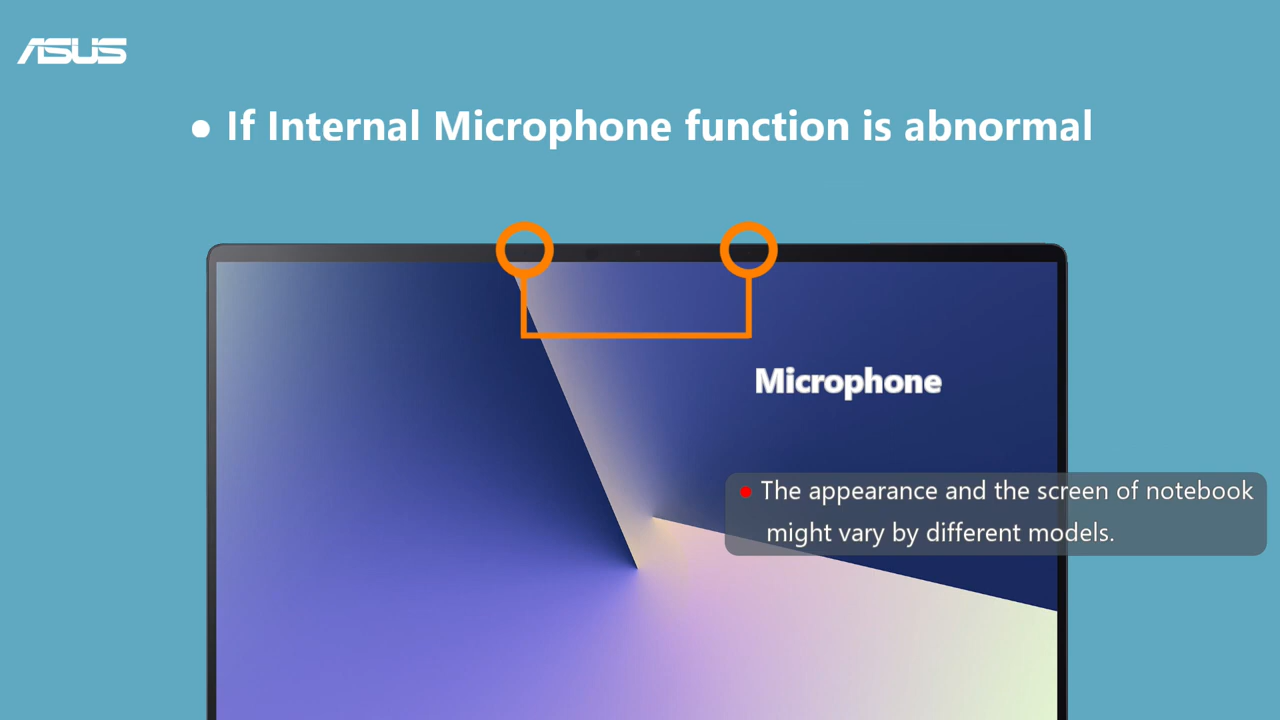 ASUS
● If Internal Microphone function is abnormal
Microphone
● The appearance and the screen of notebook
might vary by different models.